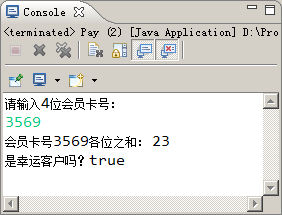 Console
<terminated> Pay (2) [Java Application] D:\Pro
请输入4位会员卡号:
3569
会员卡号3569各位之和: 23
是幸运客户吗? true